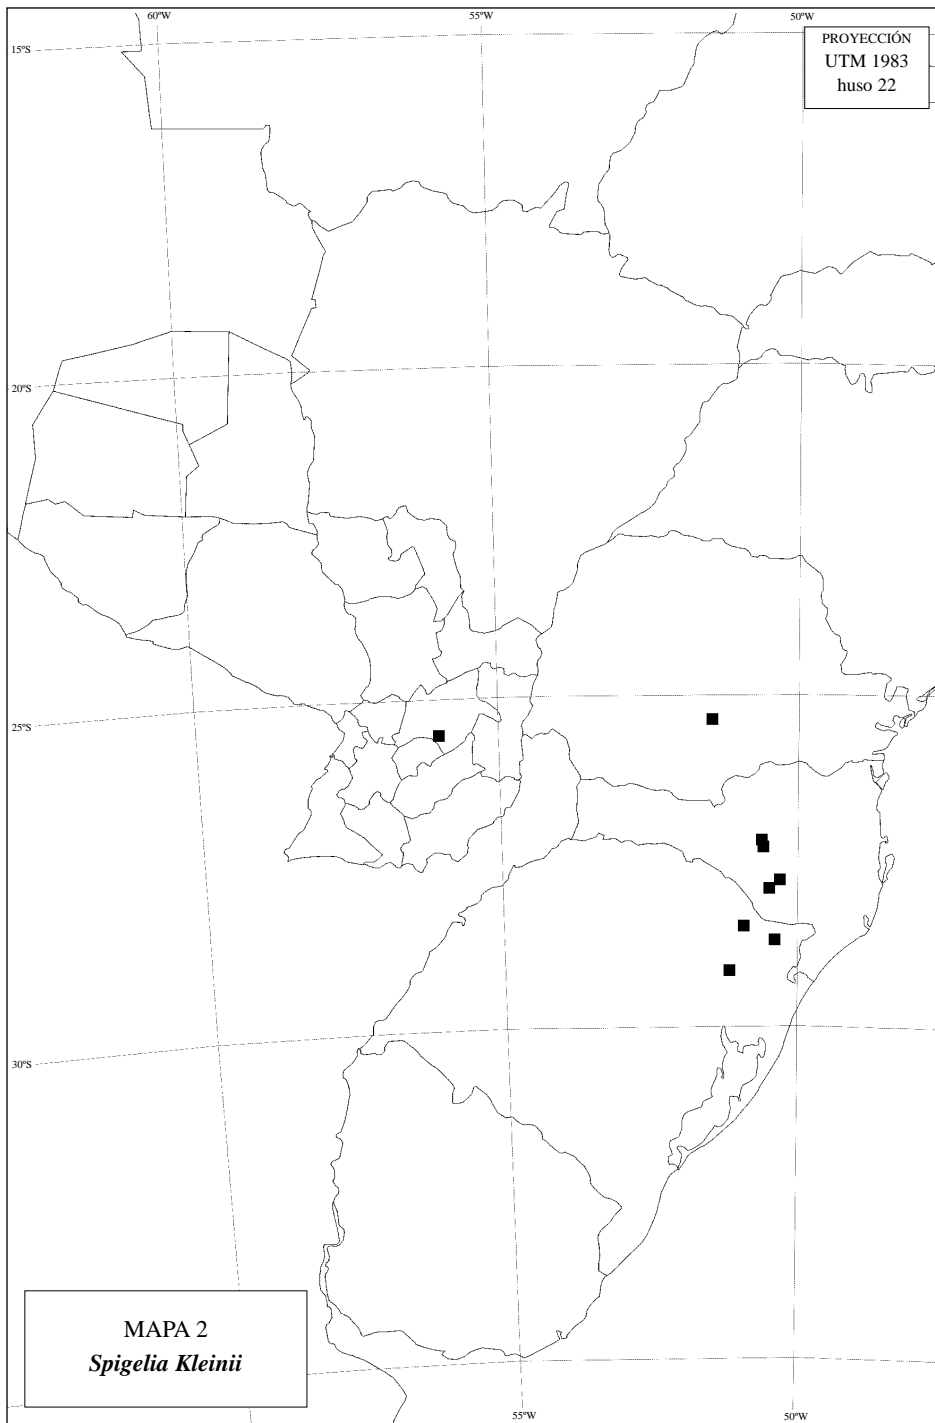 60ºW
55ºW
50ºW
15ºS
PROYECCIÓN
UTM 1983
huso 22
20ºS
25ºS
30ºS
MAPA 2
Spigelia Kleinii
55ºW
50ºW